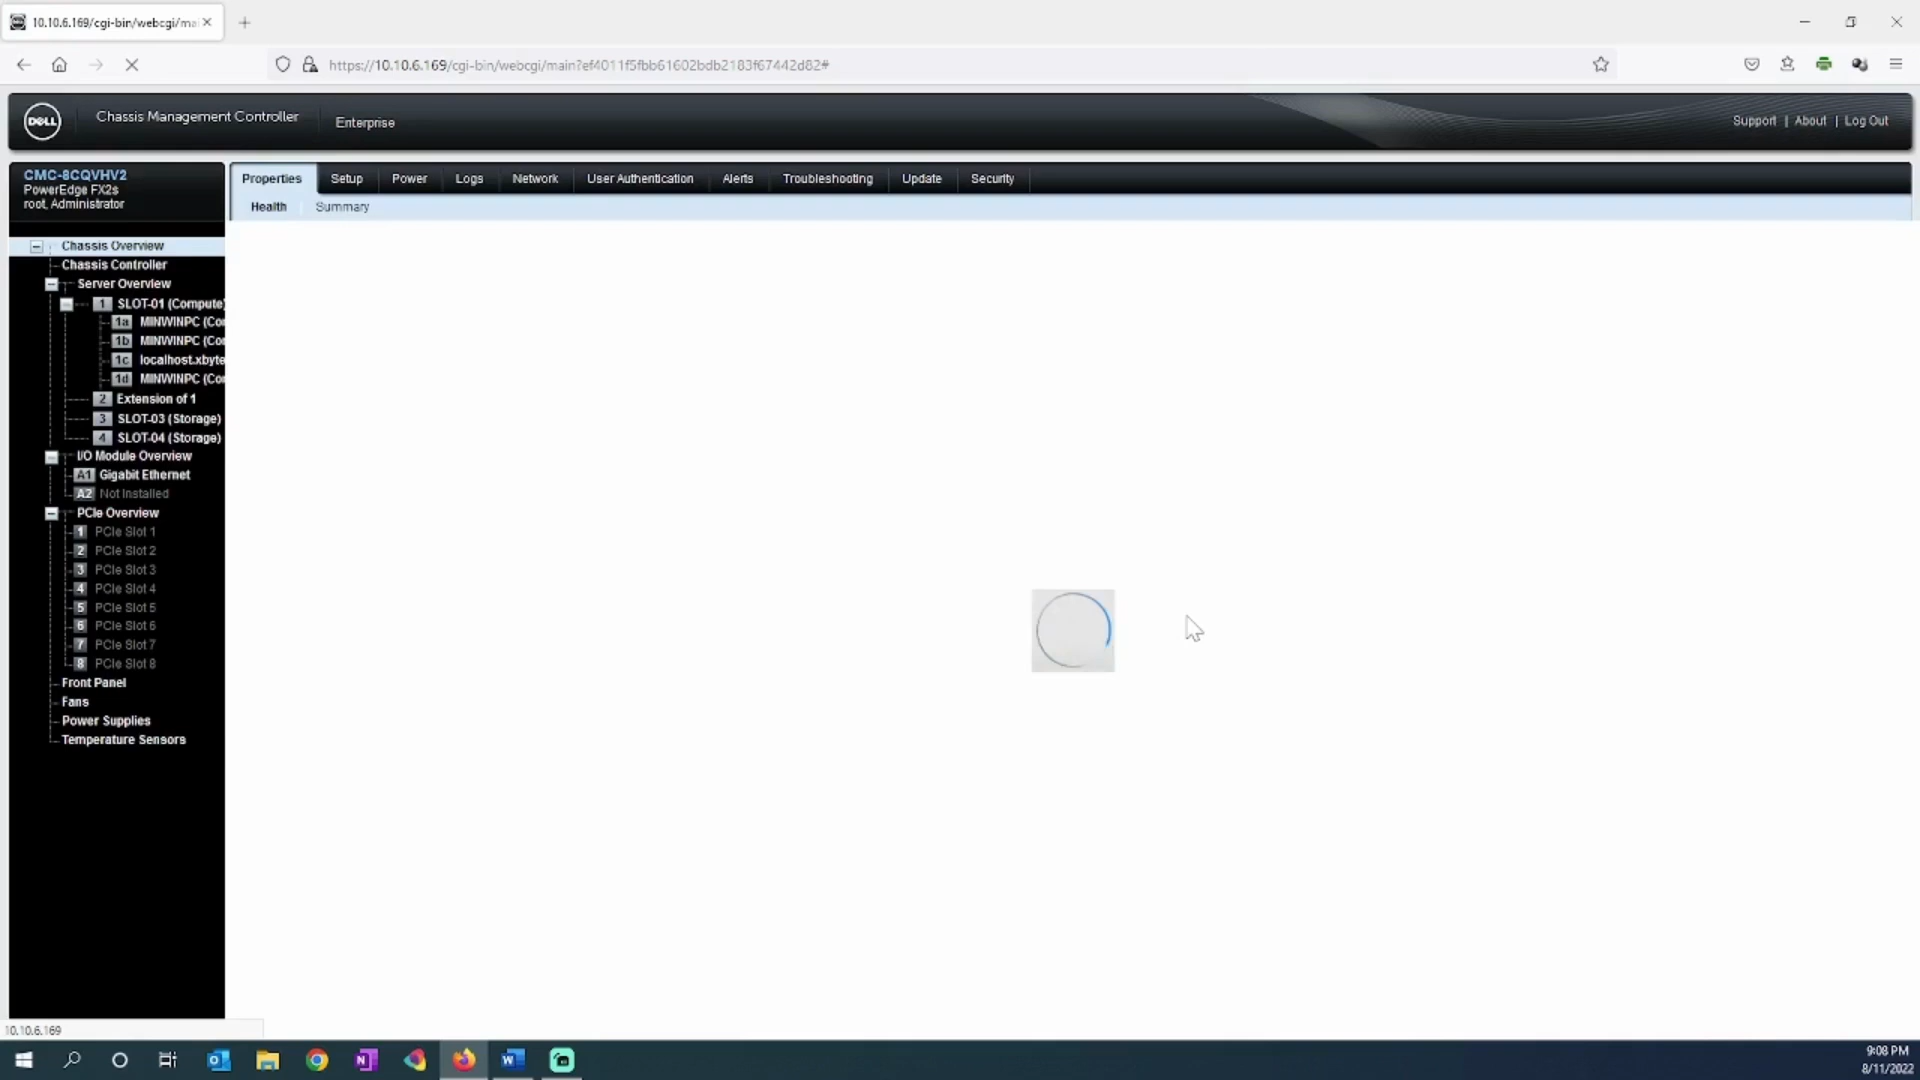 10.10.6.169/cgi-bin/webcgi/ma
https://10.10.6.169/cgi-bin/webcgi/main?ef4011f5fbb61602bdb2183f67442d82#
DELL
Chassis Management Controller
Enterprise
Support | About | Log Out
CMC-8CQVHV2
PowerEdge FX2s
root, Administrator
Properties Setup Power Logs Network User Authentication Alerts Troubleshooting Update Security
Health Summary
Chassis Overview
Chassis Controller
Server Overview
1 SLOT-01 (Compute)
1a MINWINPC (Co
1b MINWINPC (Co
1c localhost.xbyte
1d MINWINPC (Co
2 Extension of 1
3 SLOT-03 (Storage)
4 SLOT-04 (Storage)
I/O Module Overview
A1 Gigabit Ethernet
A2 Not Installed
PCIe Overview
1 PCIe Slot 1
2 PCIe Slot 2
3 PCIe Slot 3
4 PCIe Slot 4
5 PCIe Slot 5
6 PCIe Slot 6
7 PCIe Slot 7
8 PCIe Slot 8
Front Panel
Fans
Power Supplies
Temperature Sensors
10.10.6.169
9:08 PM
8/11/2022